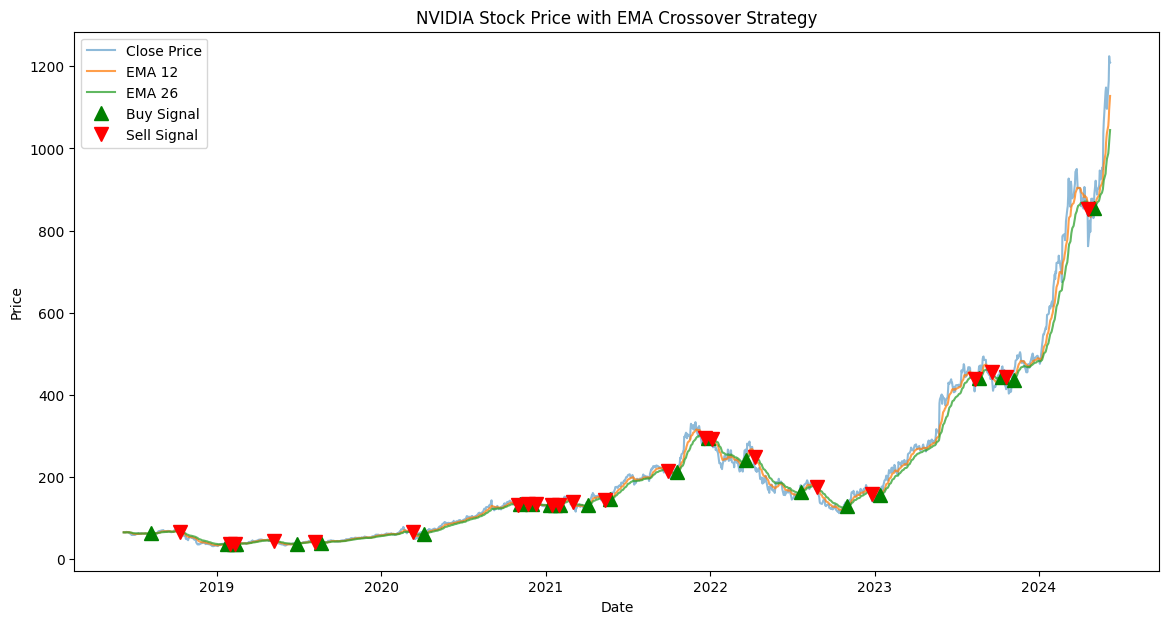 NVIDIA Stock Price with EMA Crossover Strategy
Close Price
EMA 12
EMA 26
Buy Signal
Sell Signal
1200
1000
800
600
400
200
0
Price
2019
2020
2021
2022
2023
2024
Date